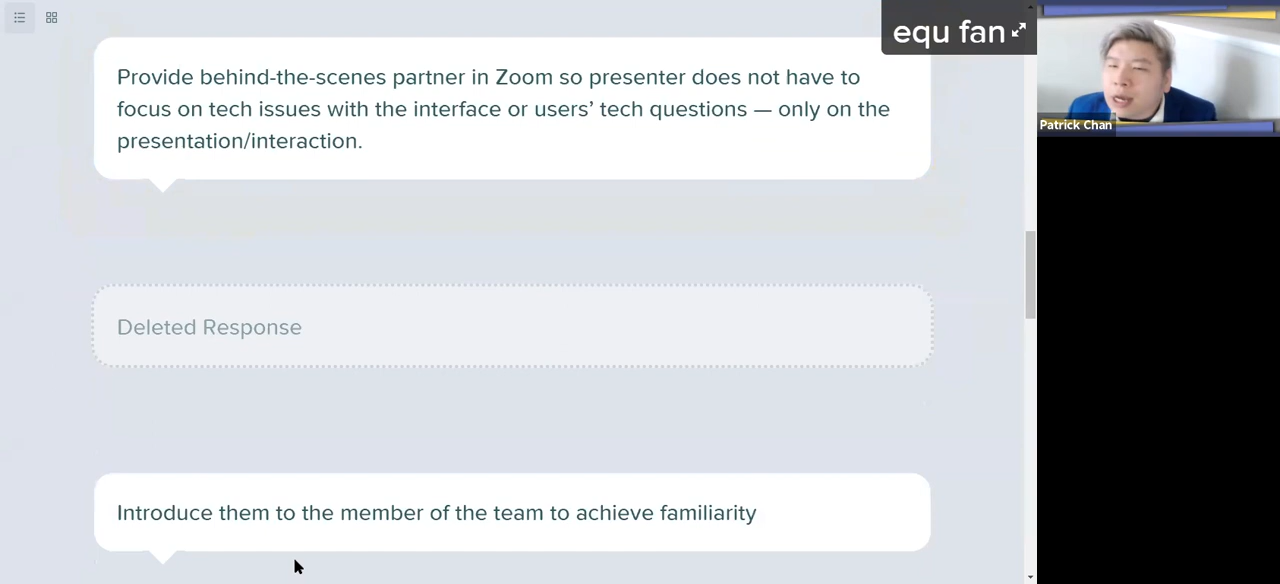 equ fan
Patrick Chan
Provide behind-the-scenes partner in Zoom so presenter does not have to
focus on tech issues with the interface or users’ tech questions — only on the
presentation/interaction.
Deleted Response
Introduce them to the member of the team to achieve familiarity